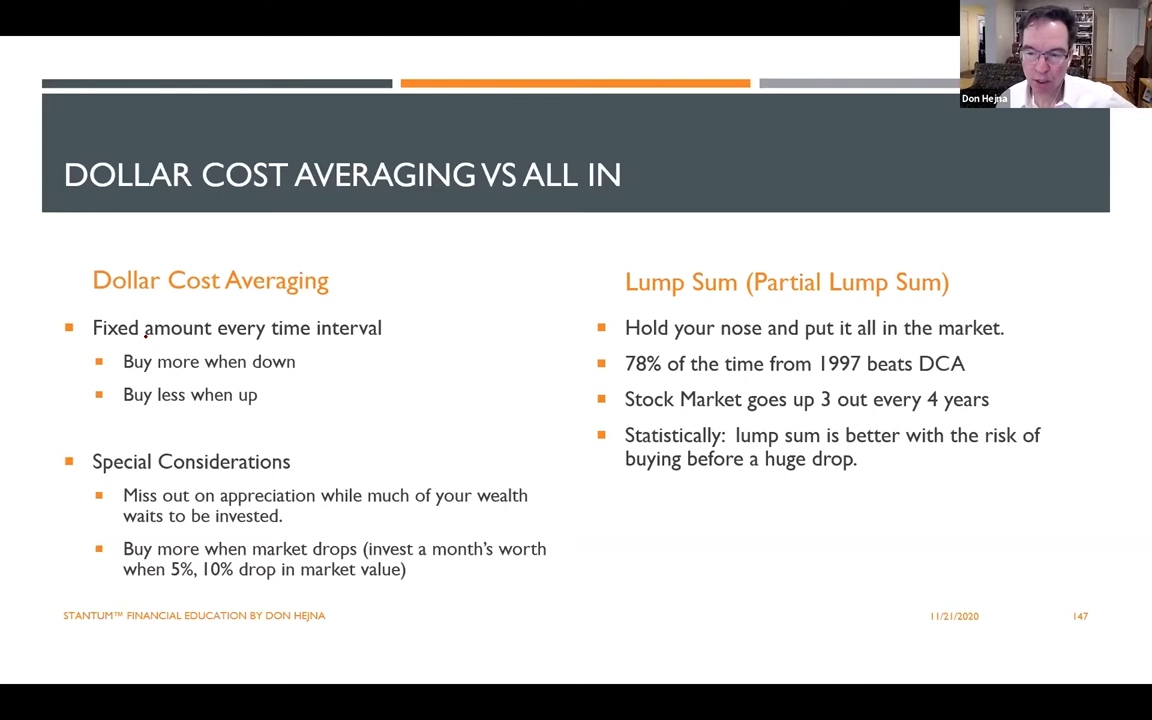 Don Hejna
DOLLAR COST AVERAGING VS ALL IN
Dollar Cost Averaging
Fixed amount every time interval
Buy more when down
Buy less when up
Special Considerations
Miss out on appreciation while much of your wealth
waits to be invested.
Buy more when market drops (invest a month's worth
when 5%, 10% drop in market value)
Lump Sum (Partial Lump Sum)
Hold your nose and put it all in the market.
78% of the time from 1997 beats DCA
Stock Market goes up 3 out every 4 years
Statistically: lump sum is better with the risk of
buying before a huge drop.
STANTUM™ FINANCIAL EDUCATION BY DON HEJNA
11/21/2020
147